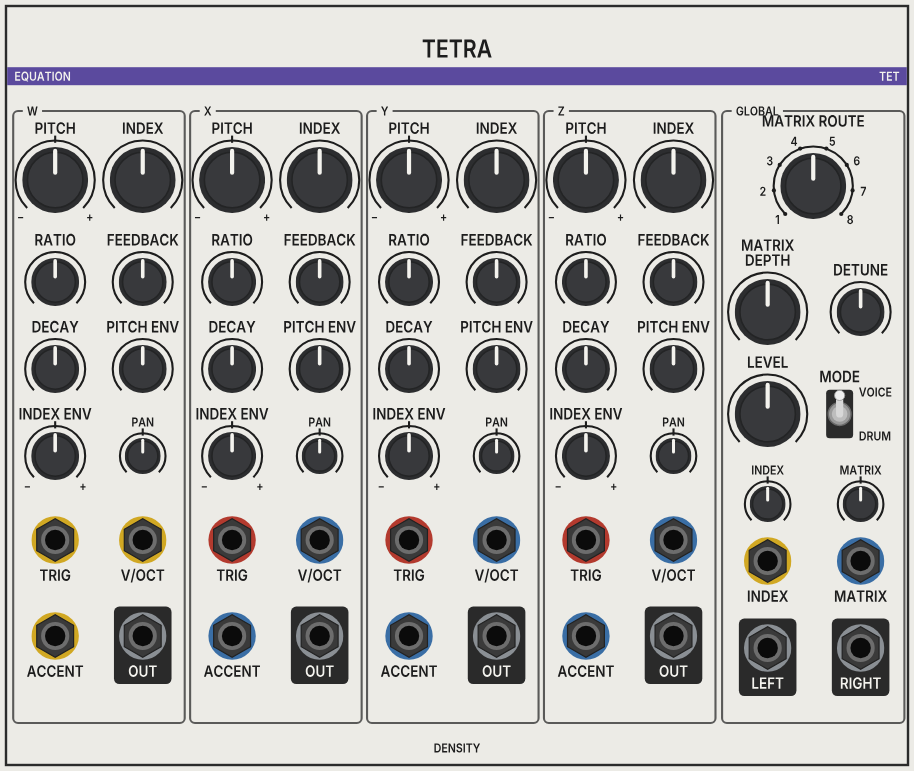 TETRA
EQUATION TET
W X Y Z GLOBAL
PITCH INDEX PITCH INDEX PITCH INDEX PITCH INDEX MATRIX ROUTE
1 2 3 4 5 6 7 8
− + − + − + − +
RATIO FEEDBACK RATIO FEEDBACK RATIO FEEDBACK RATIO FEEDBACK MATRIX
DEPTH DETUNE
DECAY PITCH ENV DECAY PITCH ENV DECAY PITCH ENV DECAY PITCH ENV
LEVEL MODE
VOICE
DRUM
INDEX ENV PAN INDEX ENV PAN INDEX ENV PAN INDEX ENV PAN
− + − + − + − +
INDEX MATRIX
TRIG V/OCT TRIG V/OCT TRIG V/OCT TRIG V/OCT INDEX MATRIX
ACCENT OUT ACCENT OUT ACCENT OUT ACCENT OUT LEFT RIGHT
DENSITY